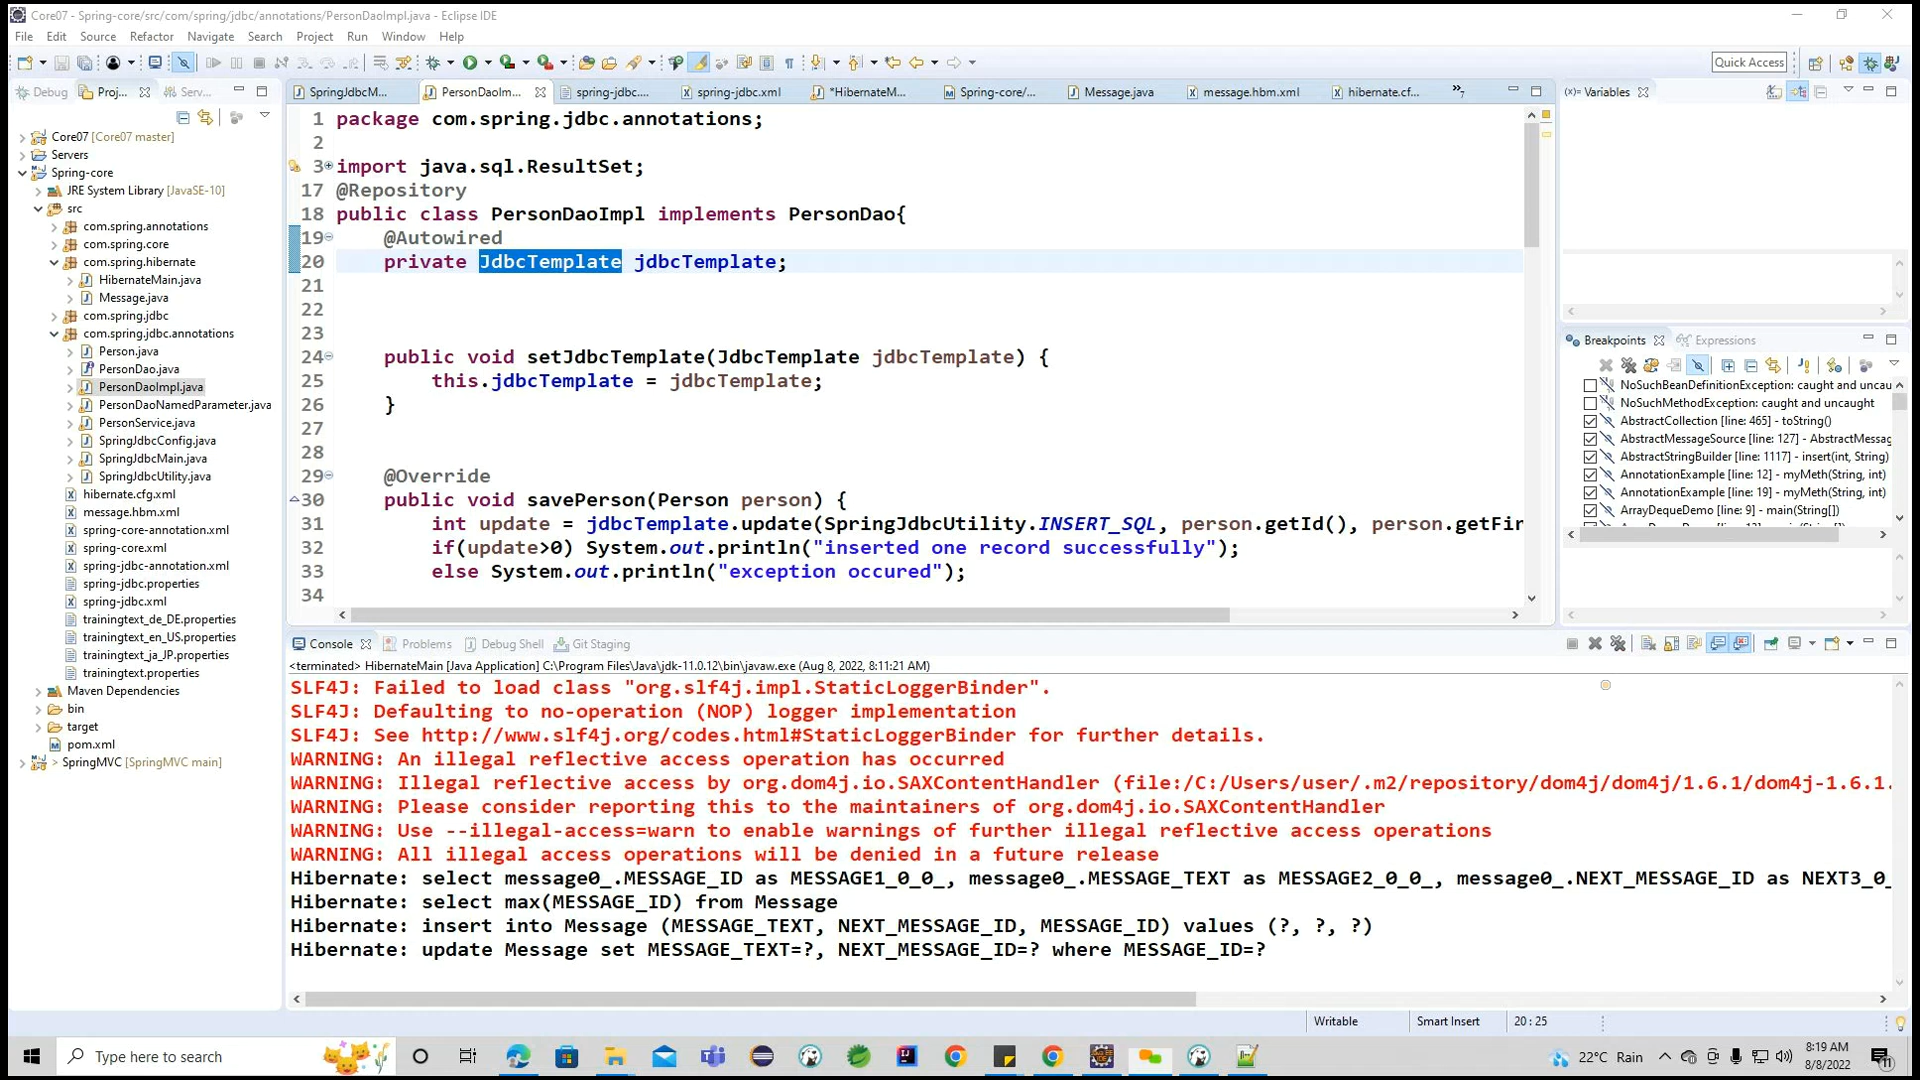 Core07 - Spring-core/src/com/spring/jdbc/annotations/PersonDaoImpl.java - Eclipse IDE
File Edit Source Refactor Navigate Search Project Run Window Help
Quick Access
Debug Proj... Serv...
Core07 [Core07 master]
Servers
Spring-core
JRE System Library [JavaSE-10]
src
com.spring.annotations
com.spring.core
com.spring.hibernate
HibernateMain.java
Message.java
com.spring.jdbc
com.spring.jdbc.annotations
Person.java
PersonDao.java
PersonDaoImpl.java
PersonDaoNamedParameter.java
PersonService.java
SpringJdbcConfig.java
SpringJdbcMain.java
SpringJdbcUtility.java
hibernate.cfg.xml
message.hbm.xml
spring-core-annotation.xml
spring-core.xml
spring-jdbc-annotation.xml
spring-jdbc.properties
spring-jdbc.xml
trainingtext_de_DE.properties
trainingtext_en_US.properties
trainingtext_ja_JP.properties
trainingtext.properties
Maven Dependencies
bin
target
pom.xml
> SpringMVC [SpringMVC main]
SpringJdbcM... PersonDaoIm... spring-jdbc.... spring-jdbc.xml *HibernateM... Spring-core/... Message.java message.hbm.xml hibernate.cf... »7
1 package com.spring.jdbc.annotations;
2
3 import java.sql.ResultSet;
17 @Repository
18 public class PersonDaoImpl implements PersonDao{
19 @Autowired
20 private JdbcTemplate jdbcTemplate;
21
22
23
24 public void setJdbcTemplate(JdbcTemplate jdbcTemplate) {
25 this.jdbcTemplate = jdbcTemplate;
26 }
27
28
29 @Override
30 public void savePerson(Person person) {
31 int update = jdbcTemplate.update(SpringJdbcUtility.INSERT_SQL, person.getId(), person.getFir
32 if(update>0) System.out.println("inserted one record successfully");
33 else System.out.println("exception occured");
34
(x)= Variables
Breakpoints Expressions
NoSuchBeanDefinitionException: caught and uncau
NoSuchMethodException: caught and uncaught
AbstractCollection [line: 465] - toString()
AbstractMessageSource [line: 127] - AbstractMessag
AbstractStringBuilder [line: 1117] - insert(int, String)
AnnotationExample [line: 12] - myMeth(String, int)
AnnotationExample [line: 19] - myMeth(String, int)
ArrayDequeDemo [line: 9] - main(String[])
Console Problems Debug Shell Git Staging
<terminated> HibernateMain [Java Application] C:\Program Files\Java\jdk-11.0.12\bin\javaw.exe (Aug 8, 2022, 8:11:21 AM)
SLF4J: Failed to load class "org.slf4j.impl.StaticLoggerBinder".
SLF4J: Defaulting to no-operation (NOP) logger implementation
SLF4J: See http://www.slf4j.org/codes.html#StaticLoggerBinder for further details.
WARNING: An illegal reflective access operation has occurred
WARNING: Illegal reflective access by org.dom4j.io.SAXContentHandler (file:/C:/Users/user/.m2/repository/dom4j/dom4j/1.6.1/dom4j-1.6.1.
WARNING: Please consider reporting this to the maintainers of org.dom4j.io.SAXContentHandler
WARNING: Use --illegal-access=warn to enable warnings of further illegal reflective access operations
WARNING: All illegal access operations will be denied in a future release
Hibernate: select message0_.MESSAGE_ID as MESSAGE1_0_0_, message0_.MESSAGE_TEXT as MESSAGE2_0_0_, message0_.NEXT_MESSAGE_ID as NEXT3_0_
Hibernate: select max(MESSAGE_ID) from Message
Hibernate: insert into Message (MESSAGE_TEXT, NEXT_MESSAGE_ID, MESSAGE_ID) values (?, ?, ?)
Hibernate: update Message set MESSAGE_TEXT=?, NEXT_MESSAGE_ID=? where MESSAGE_ID=?
Writable Smart Insert 20 : 25
Type here to search
22°C Rain
8:19 AM
8/8/2022
11